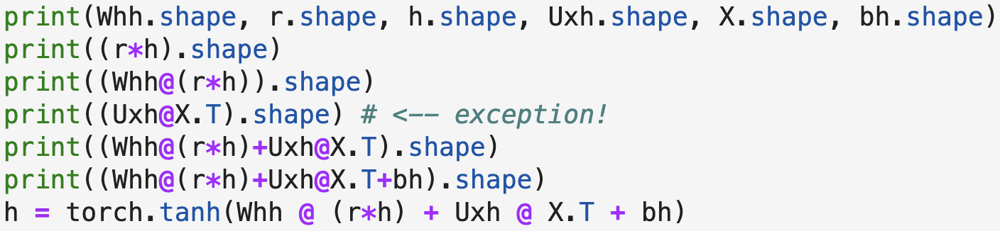 print(Whh.shape, r.shape, h.shape, Uxh.shape, X.shape, bh.shape)
print((r*h).shape)
print((Whh@(r*h)).shape)
print((Uxh@X.T).shape) # <-- exception!
print((Whh@(r*h)+Uxh@X.T).shape)
print((Whh@(r*h)+Uxh@X.T+bh).shape)
h = torch.tanh(Whh @ (r*h) + Uxh @ X.T + bh)